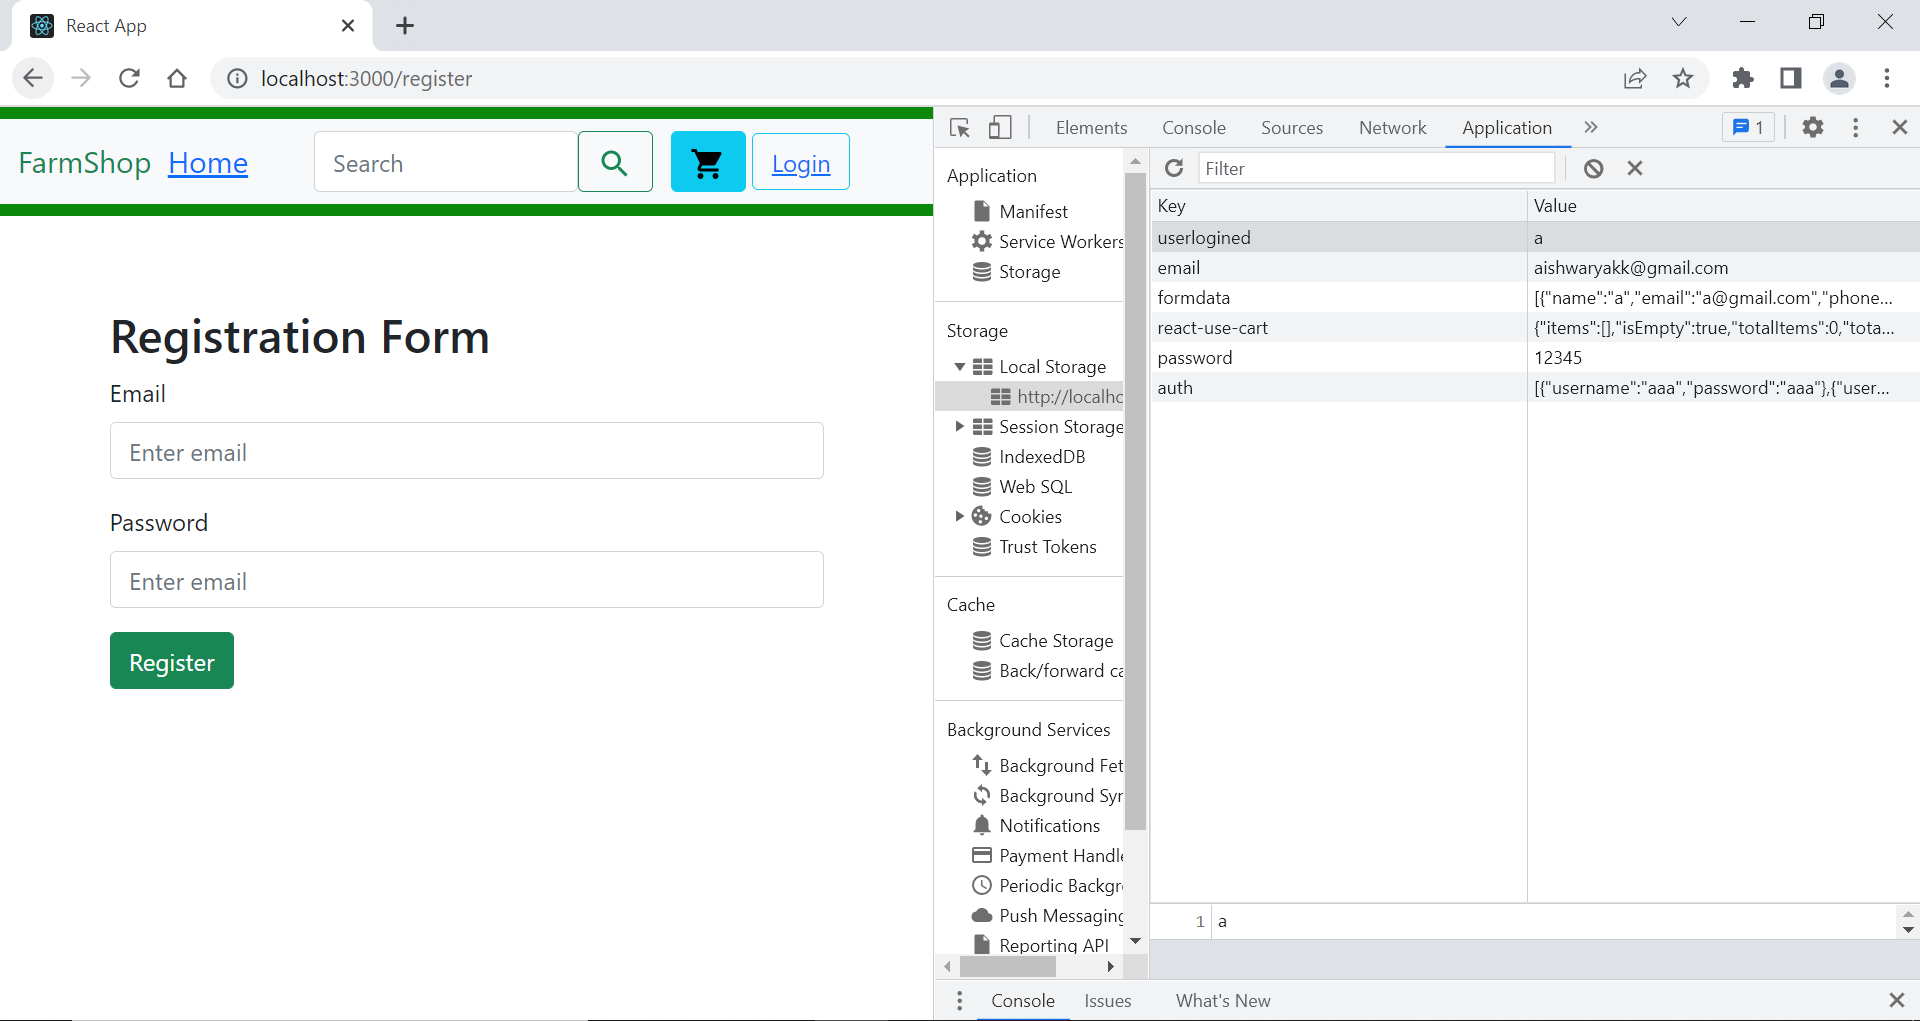 React App
localhost:3000/register
FarmShop Home Search Login
Registration Form
Email
Enter email
Password
Enter email
Register
Elements Console Sources Network Application 1
Application
Manifest
Service Workers
Storage
Storage
Local Storage
http://localho
Session Storage
IndexedDB
Web SQL
Cookies
Trust Tokens
Cache
Cache Storage
Back/forward ca
Background Services
Background Fet
Background Syn
Notifications
Payment Handle
Periodic Backgr
Push Messaging
Reporting API
Filter
Key Value
userlogined a
email aishwaryakk@gmail.com
formdata [{"name":"a","email":"a@gmail.com","phone...
react-use-cart {"items":[],"isEmpty":true,"totalItems":0,"tota...
password 12345
auth [{"username":"aaa","password":"aaa"},{"user...
1 a
Console Issues What's New